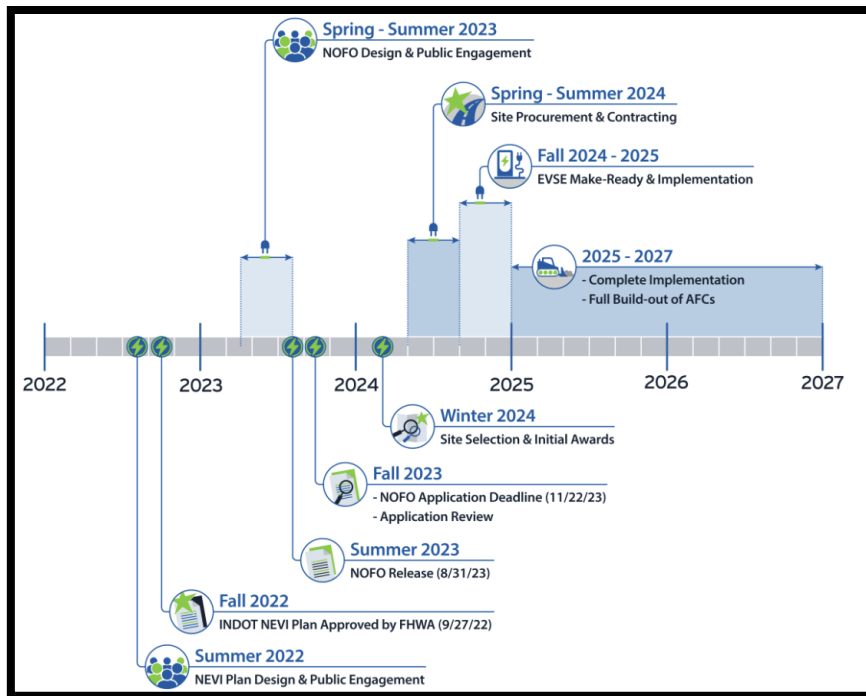 Spring - Summer 2023
NOFO Design & Public Engagement
Spring - Summer 2024
Site Procurement & Contracting
Fall 2024 - 2025
EVSE Make-Ready & Implementation
2025 - 2027
- Complete Implementation
- Full Build-out of AFCs
2022
2023
2024
2025
2026
2027
Winter 2024
Site Selection & Initial Awards
Fall 2023
- NOFO Application Deadline (11/22/23)
- Application Review
Summer 2023
NOFO Release (8/31/23)
Fall 2022
INDOT NEVI Plan Approved by FHWA (9/27/22)
Summer 2022
NEVI Plan Design & Public Engagement